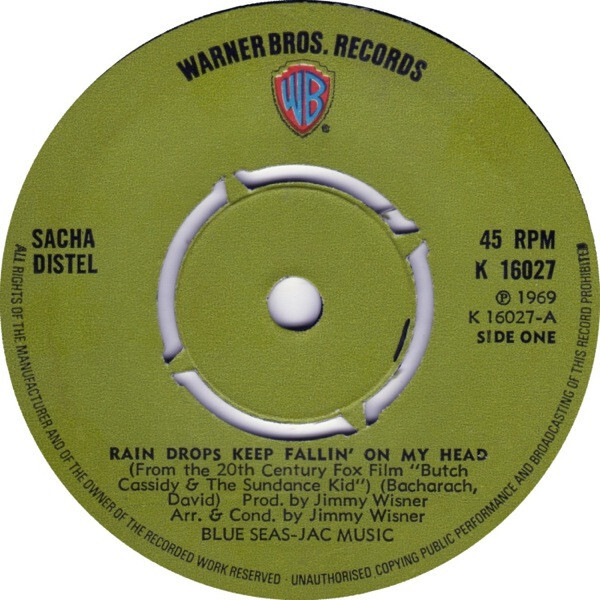 WARNER BROS. RECORDS
WB
®
SACHA
DISTEL
45 RPM
K 16027
℗ 1969
K 16027-A
SIDE ONE
RAIN DROPS KEEP FALLIN' ON MY HEAD
(From the 20th Century Fox Film "Butch
Cassidy & The Sundance Kid") (Bacharach,
David) Prod. by Jimmy Wisner
Arr. & Cond. by Jimmy Wisner
BLUE SEAS-JAC MUSIC
ALL RIGHTS OF THE MANUFACTURER AND OF THE OWNER OF THE RECORDED WORK RESERVED - UNAUTHORISED COPYING PUBLIC PERFORMANCE AND BROADCASTING OF THIS RECORD PROHIBITED